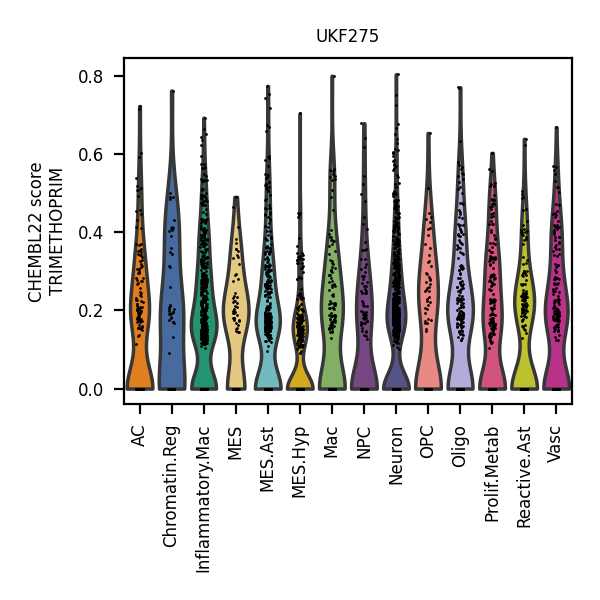 UKF275
CHEMBL22 score
TRIMETHOPRIM
0.8
0.6
0.4
0.2
0.0
AC
Chromatin.Reg
Inflammatory.Mac
MES
MES.Ast
MES.Hyp
Mac
NPC
Neuron
OPC
Oligo
Prolif.Metab
Reactive.Ast
Vasc